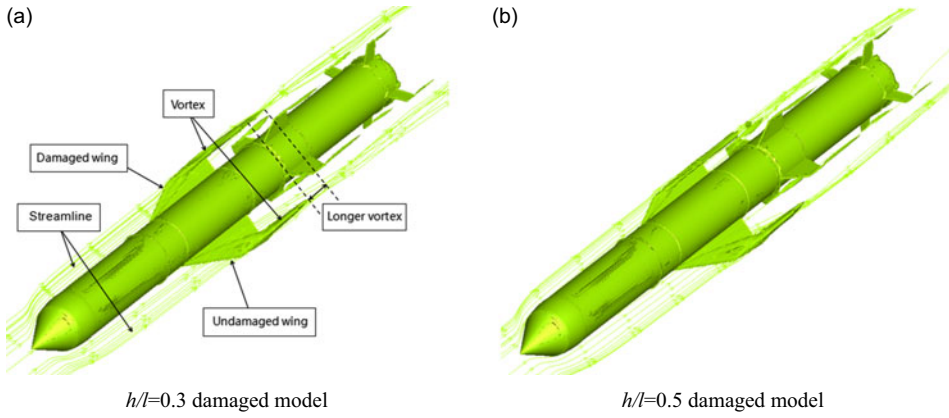 (a)
(b)
Vortex
Damaged wing
Streamline
Longer vortex
Undamaged wing
h/l=0.3 damaged model
h/l=0.5 damaged model